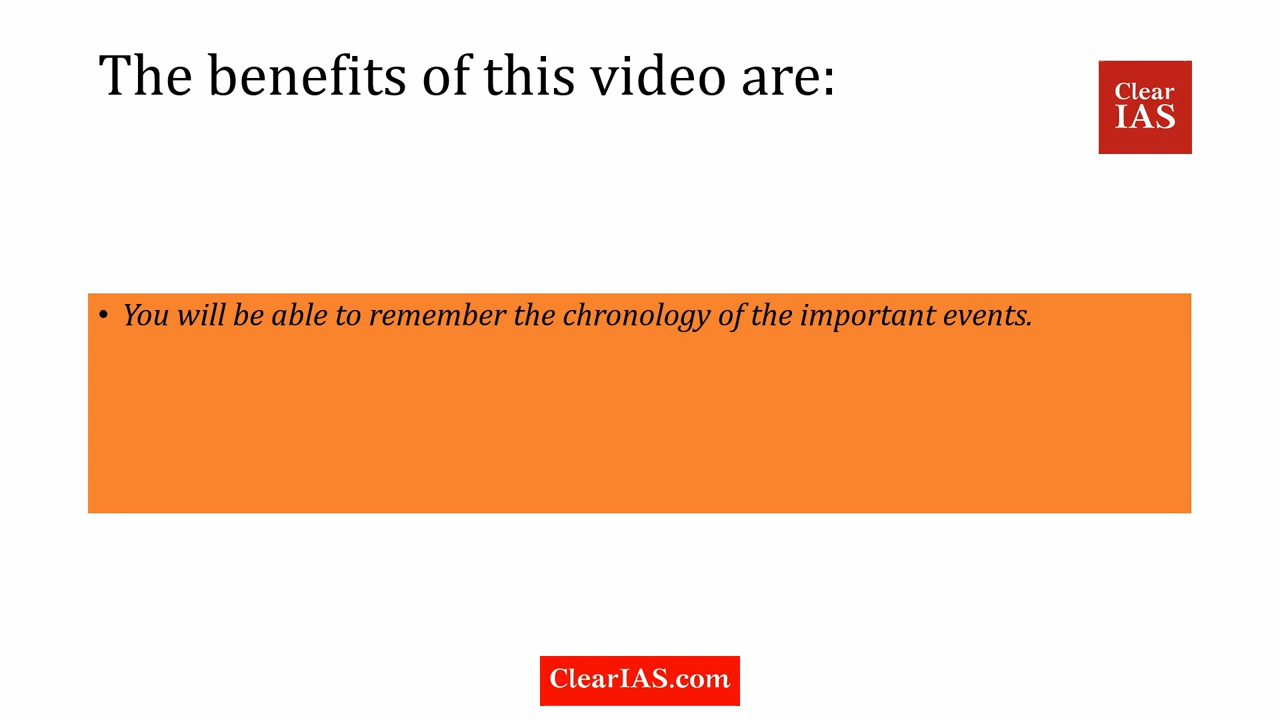 The benefits of this video are:
Clear
IAS
• You will be able to remember the chronology of the important events.
ClearIAS.com